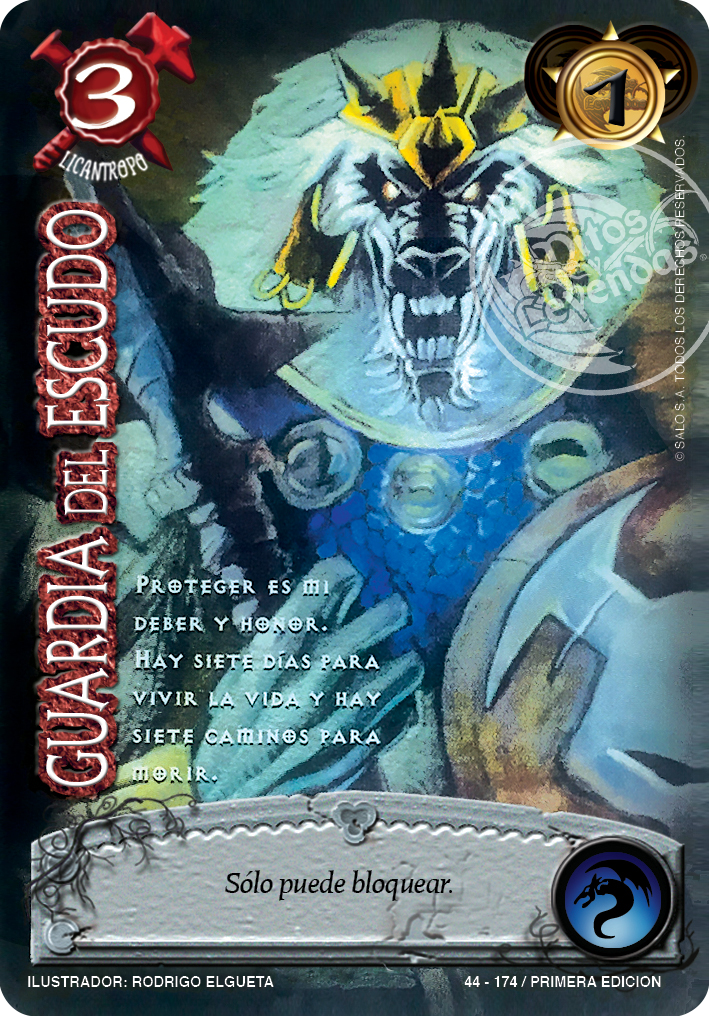 3
LICANTROPO
1
GUARDIA DEL ESCUDO
© SALO S.A. TODOS LOS DERECHOS RESERVADOS.
Mitos
Leyendas
PROTEGER ES MI
DEBER Y HONOR.
HAY SIETE DÍAS PARA
VIVIR LA VIDA Y HAY
SIETE CAMINOS PARA
MORIR.
Sólo puede bloquear.
ILUSTRADOR: RODRIGO ELGUETA
44 - 174 / PRIMERA EDICION